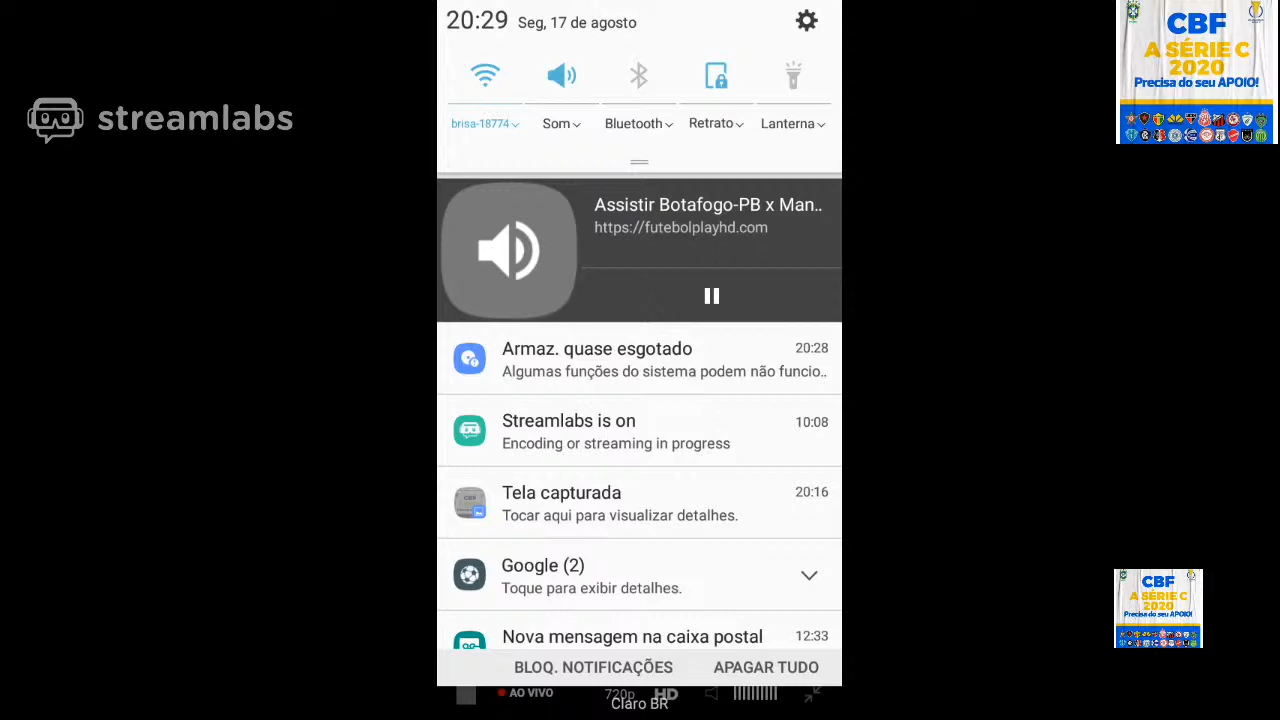 20:29 Seg, 17 de agosto
streamlabs
brisa-18774 Som Bluetooth Retrato Lanterna
Assistir Botafogo-PB x Man..
https://futebolplayhd.com
Armaz. quase esgotado 20:28
Algumas funções do sistema podem não funcio..
Streamlabs is on 10:08
Encoding or streaming in progress
Tela capturada 20:16
Tocar aqui para visualizar detalhes.
Google (2)
Toque para exibir detalhes.
Nova mensagem na caixa postal 12:33
BLOQ. NOTIFICAÇÕES APAGAR TUDO
AO VIVO 720p HD
Claro BR
CBF
A SÉRIE C
2020
Precisa do seu APOIO!
CBF
A SÉRIE C
2020
Precisa do seu APOIO!